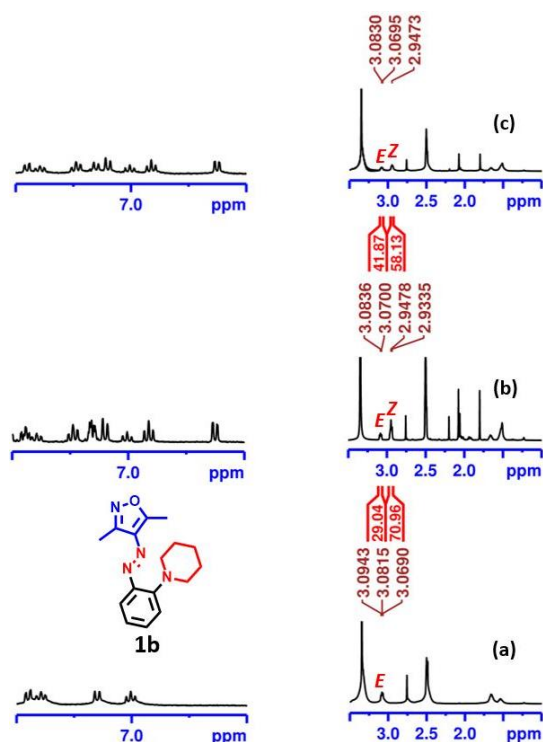 3.0830
3.0695
2.9473
(c)
E Z
7.0
ppm
3.0 2.5 2.0 ppm
41.87
58.13
3.0836
3.0700
2.9478
2.9335
(b)
E Z
7.0
ppm
3.0 2.5 2.0 ppm
29.04
70.96
3.0943
3.0815
3.0690
N O
N
N
N
1b
(a)
E
7.0
ppm
3.0 2.5 2.0 ppm